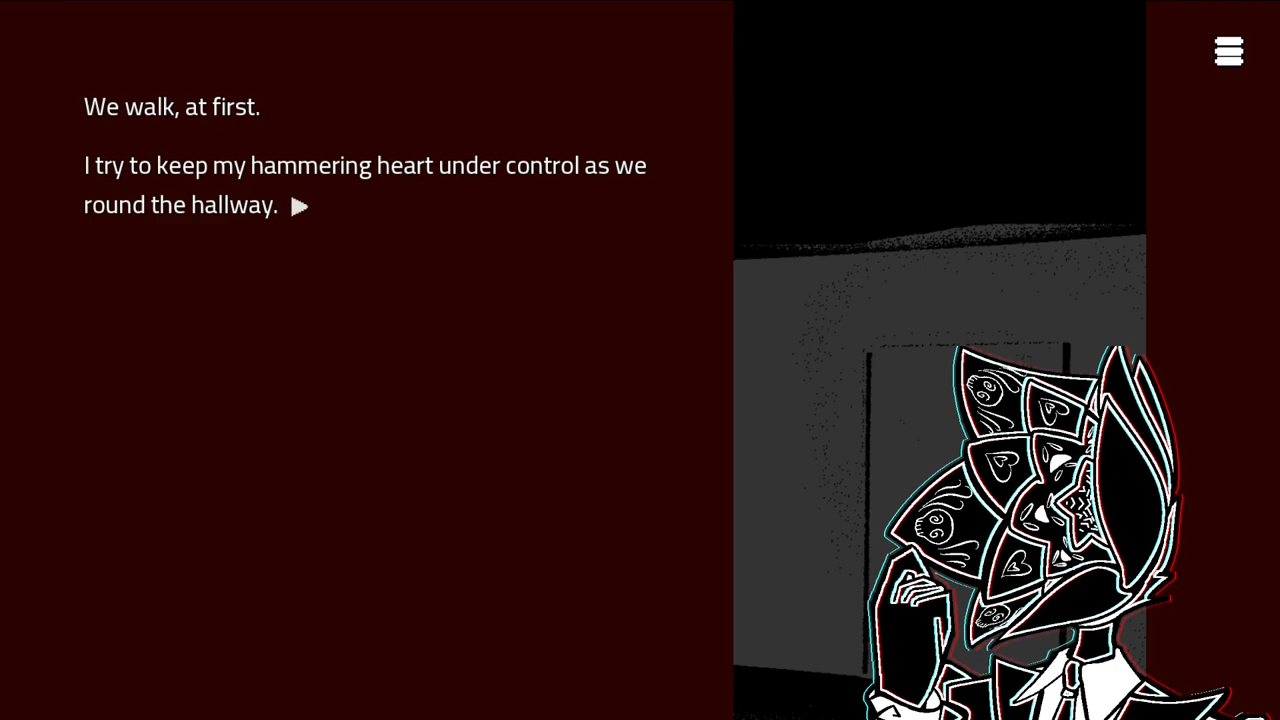 We walk, at first.
I try to keep my hammering heart under control as we
round the hallway.